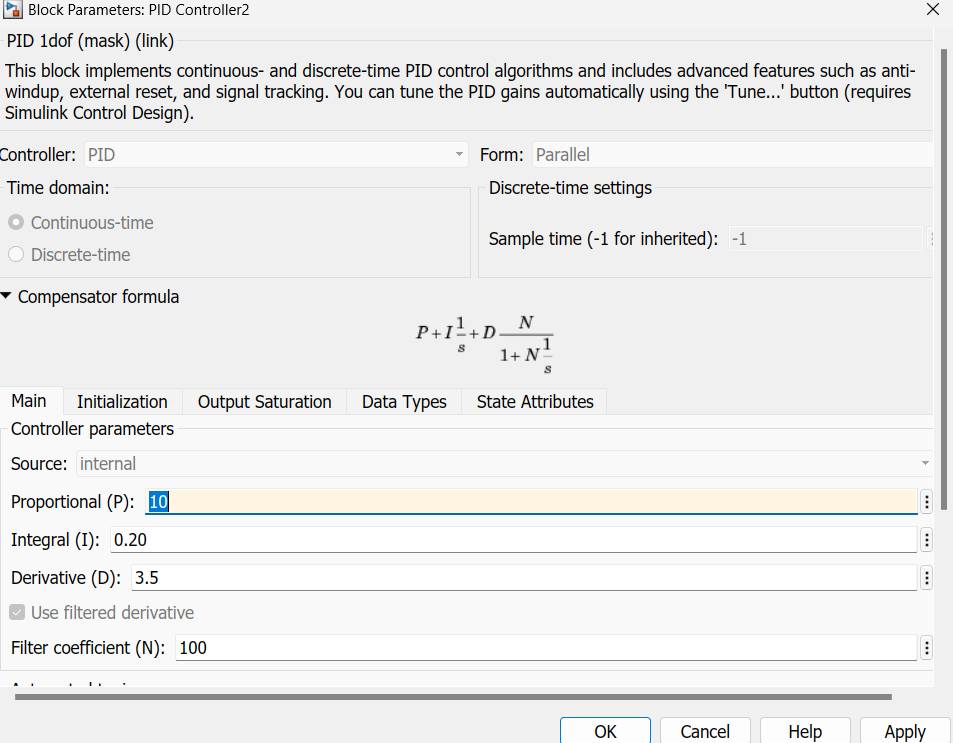 Block Parameters: PID Controller2
PID 1dof (mask) (link)
This block implements continuous- and discrete-time PID control algorithms and includes advanced features such as anti-
windup, external reset, and signal tracking. You can tune the PID gains automatically using the 'Tune...' button (requires
Simulink Control Design).
Controller: PID Form: Parallel
Time domain: Discrete-time settings
Continuous-time
Sample time (-1 for inherited): -1
Discrete-time
Compensator formula
P + I 1/s + D N/(1 + N 1/s)
Main Initialization Output Saturation Data Types State Attributes
Controller parameters
Source: internal
Proportional (P): 10
Integral (I): 0.20
Derivative (D): 3.5
Use filtered derivative
Filter coefficient (N): 100
OK Cancel Help Apply